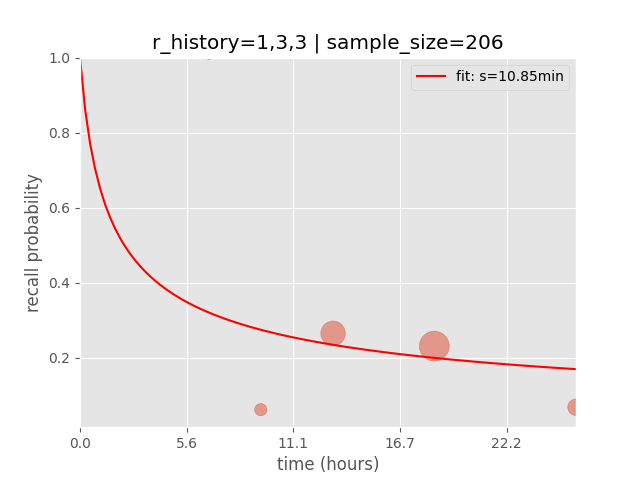 r_history=1,3,3 | sample_size=206
fit: s=10.85min
recall probability
1.0
0.8
0.6
0.4
0.2
0.0 5.6 11.1 16.7 22.2
time (hours)